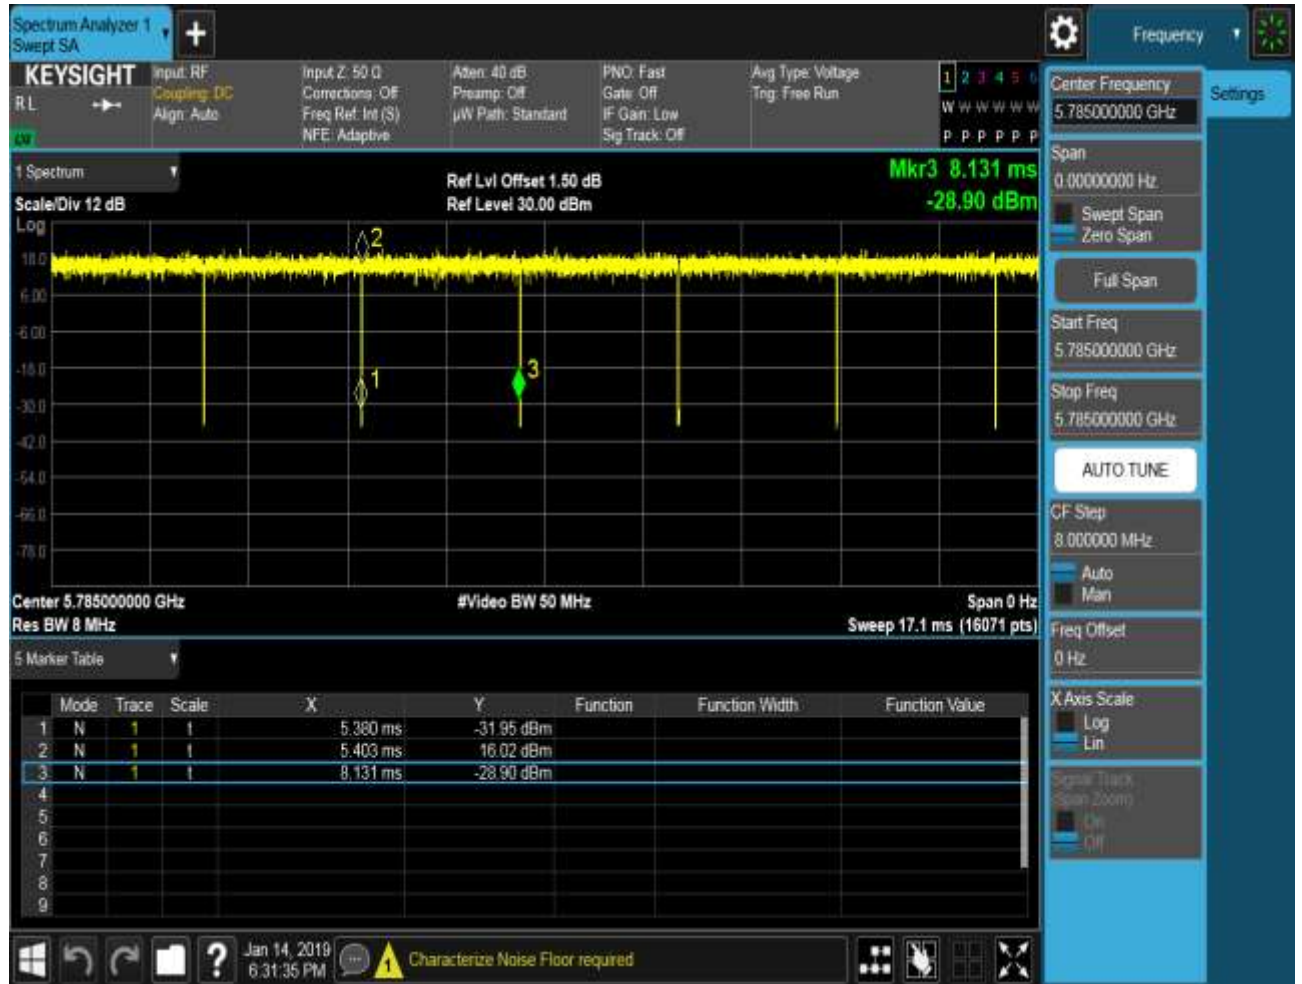 Spectrum Analyzer 1
Swept SA
+
Frequency
KEYSIGHT
RL
Input: RF
Coupling: DC
Align: Auto
Input Z: 50 Ω
Corrections: Off
Freq Ref: Int (S)
NFE: Adaptive
Atten: 40 dB
Preamp: Off
µW Path: Standard
PNO: Fast
Gate: Off
IF Gain: Low
Sig Track: Off
Avg Type: Voltage
Trig: Free Run
1 2 3 4 5 6
W W W W W W
P P P P P P
Center Frequency
5.785000000 GHz
Settings
Span
0.00000000 Hz
Swept Span
Zero Span
Full Span
Start Freq
5.785000000 GHz
Stop Freq
5.785000000 GHz
AUTO TUNE
CF Step
8.000000 MHz
Auto
Man
Freq Offset
0 Hz
X Axis Scale
Log
Lin
Signal Track
(Span Zoom)
On
Off
1 Spectrum
Scale/Div 12 dB
Ref Lvl Offset 1.50 dB
Ref Level 30.00 dBm
Mkr3 8.131 ms
-28.90 dBm
Log
18.0
6.00
-6.00
-18.0
-30.0
-42.0
-54.0
-66.0
-78.0
2
1
3
Center 5.785000000 GHz
#Video BW 50 MHz
Span 0 Hz
Res BW 8 MHz
Sweep 17.1 ms (16071 pts)
5 Marker Table
Mode Trace Scale X Y Function Function Width Function Value
1 N 1 t 5.380 ms -31.95 dBm
2 N 1 t 5.403 ms 16.02 dBm
3 N 1 t 8.131 ms -28.90 dBm
4
5
6
7
8
9
?
Jan 14, 2019
6:31:35 PM
1
Characterize Noise Floor required